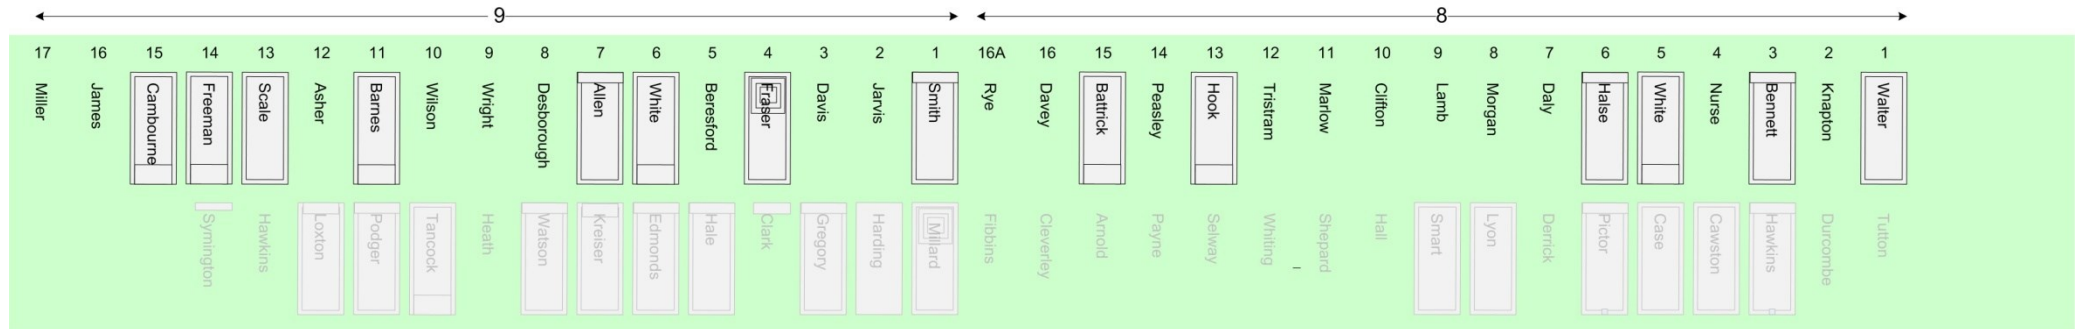 9 8
17 16 15 14 13 12 11 10 9 8 7 6 5 4 3 2 1 16A 16 15 14 13 12 11 10 9 8 7 6 5 4 3 2 1
Miller James Cambourne Freeman Scale Asher Barnes Wilson Wright Desborough Allen White Beresford Fraser Davis Jarvis Smith Rye Davey Battrick Peasley Hook Tristram Marlow Clifton Lamb Morgan Daly Halse White Nurse Bennett Knapton Walter
Symington Hawkins Loxton Podger Tancock Heath Watson Kreiser Edmonds Hale Clark Gregory Harding Millard Fibbins Cleverley Arnold Payne Selway Whiting Shepard Hall Smart Lyon Derrick Pictor Case Cawston Hawkins Durcombe Tutton